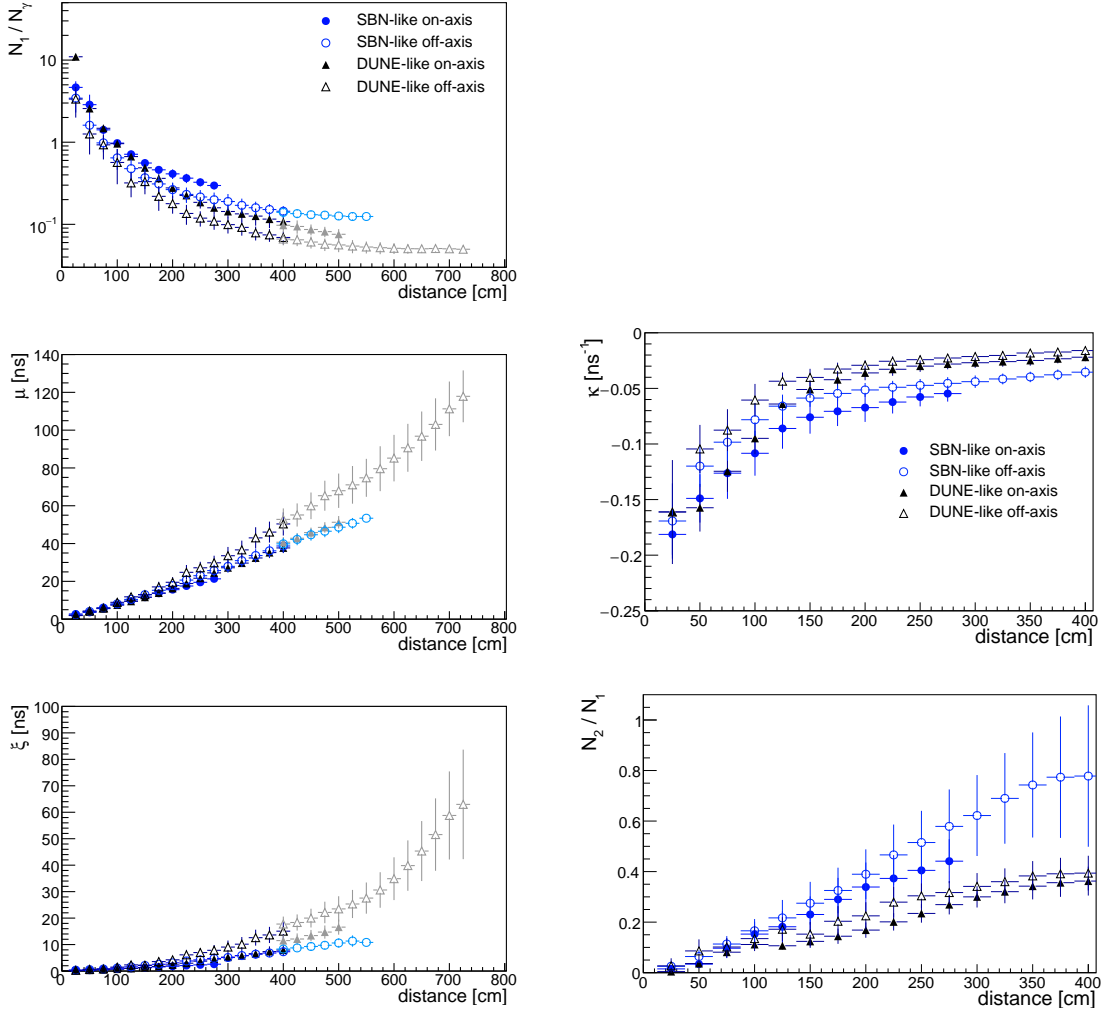 N₁ / Nᵧ
10
1
10⁻¹
SBN-like on-axis
SBN-like off-axis
DUNE-like on-axis
DUNE-like off-axis
0 100 200 300 400 500 600 700 800
distance [cm]
μ [ns]
140
120
100
80
60
40
20
0
0 100 200 300 400 500 600 700 800
distance [cm]
κ [ns⁻¹]
0
−0.05
−0.1
−0.15
−0.2
−0.25
SBN-like on-axis
SBN-like off-axis
DUNE-like on-axis
DUNE-like off-axis
0 50 100 150 200 250 300 350 400
distance [cm]
ξ [ns]
100
90
80
70
60
50
40
30
20
10
0
0 100 200 300 400 500 600 700 800
distance [cm]
N₂ / N₁
1
0.8
0.6
0.4
0.2
0
0 50 100 150 200 250 300 350 400
distance [cm]